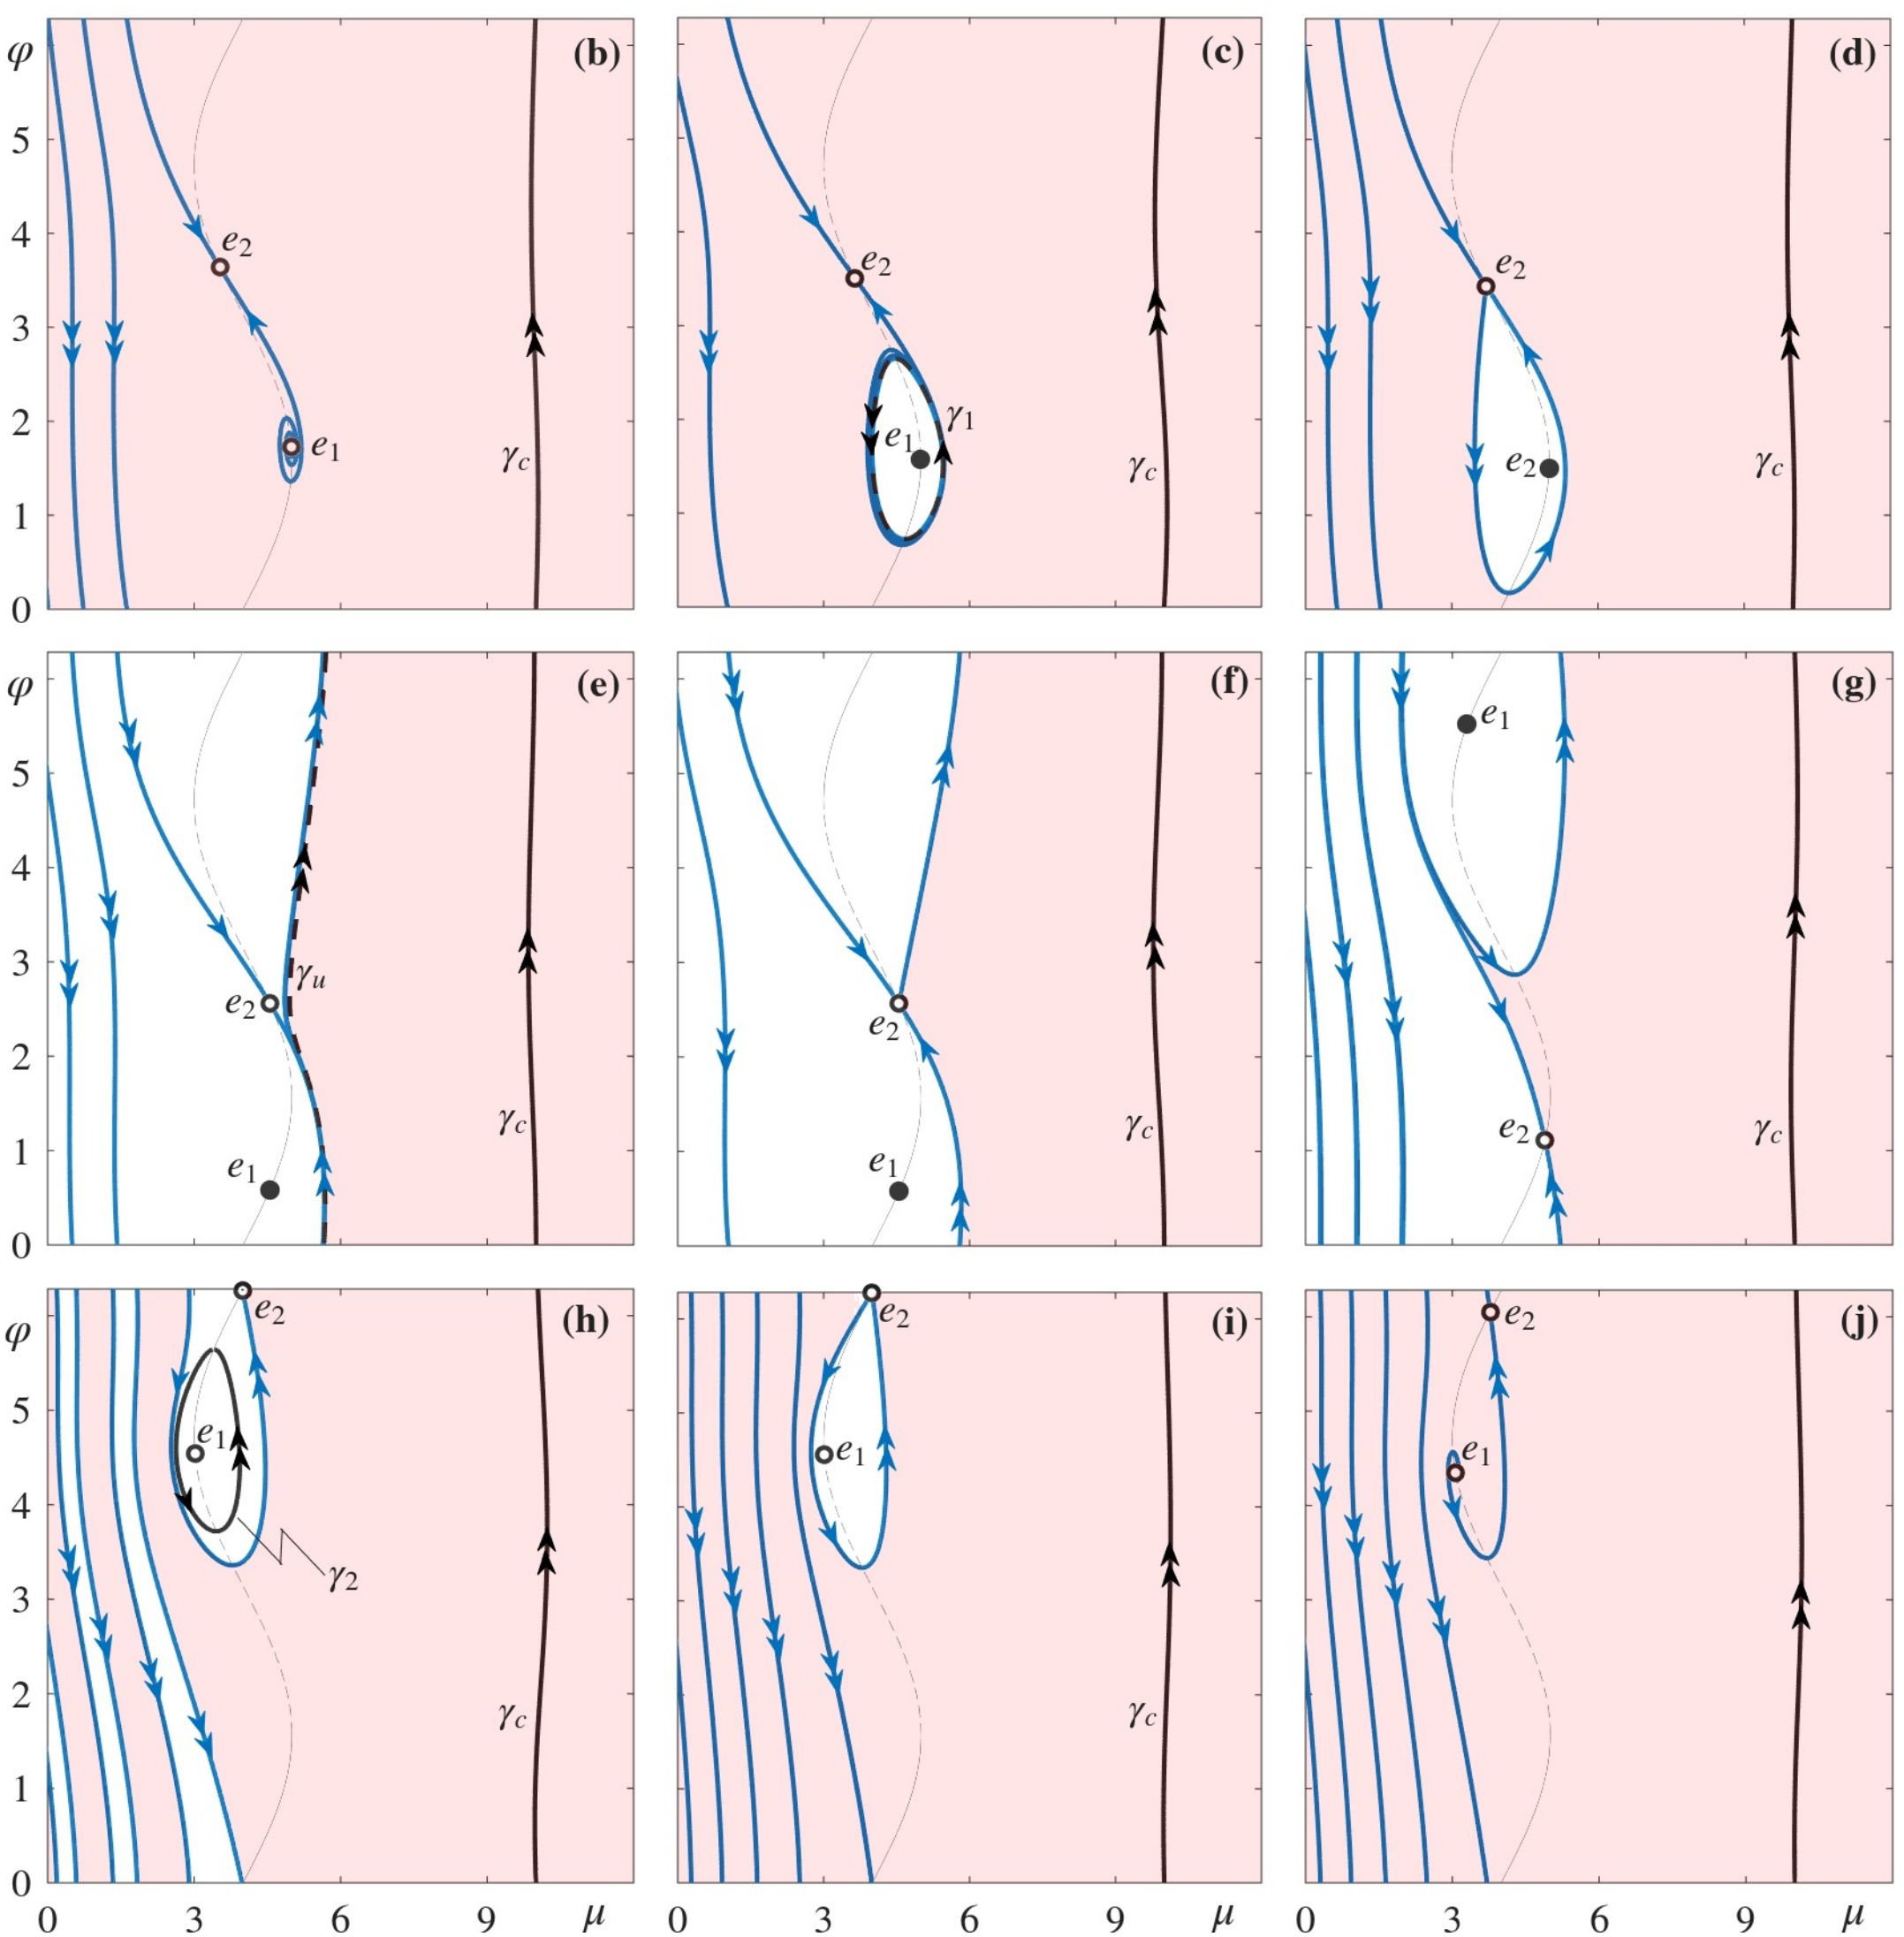 φ (b) (c) (d)
5
4 e2 e2 e2
3
2 e1 e1 γ1 e2
γc γc γc
1
0
φ (e) (f) (g)
5 e1
4
3 γu
e2 e2
2
e1 γc e1 γc e2 γc
1
0
φ e2 (h) e2 (i) e2 (j)
5
e1 e1 e1
4
3 γ2
2
γc γc
1
0
0 3 6 9 μ 0 3 6 9 μ 0 3 6 9 μ